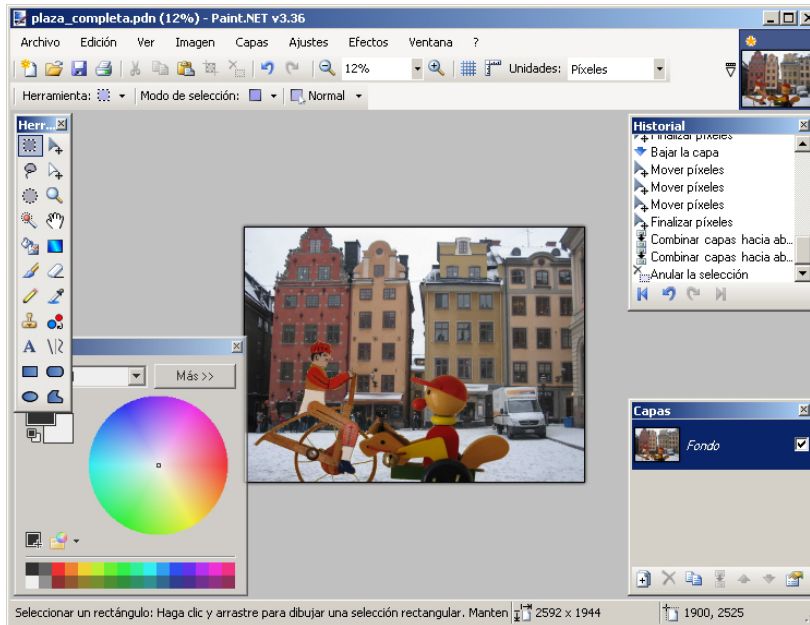 plaza_completa.pdn (12%) - Paint.NET v3.36
Archivo Edición Ver Imagen Capas Ajustes Efectos Ventana ?
12% Unidades: Píxeles
Herramienta: Modo de selección: Normal
Herr...
Historial
Finalizar píxeles
Bajar la capa
Mover píxeles
Mover píxeles
Mover píxeles
Finalizar píxeles
Combinar capas hacia ab...
Combinar capas hacia ab...
Anular la selección
Más >>
Capas
Fondo
Seleccionar un rectángulo: Haga clic y arrastre para dibujar una selección rectangular. Manten 2592 x 1944 1900, 2525